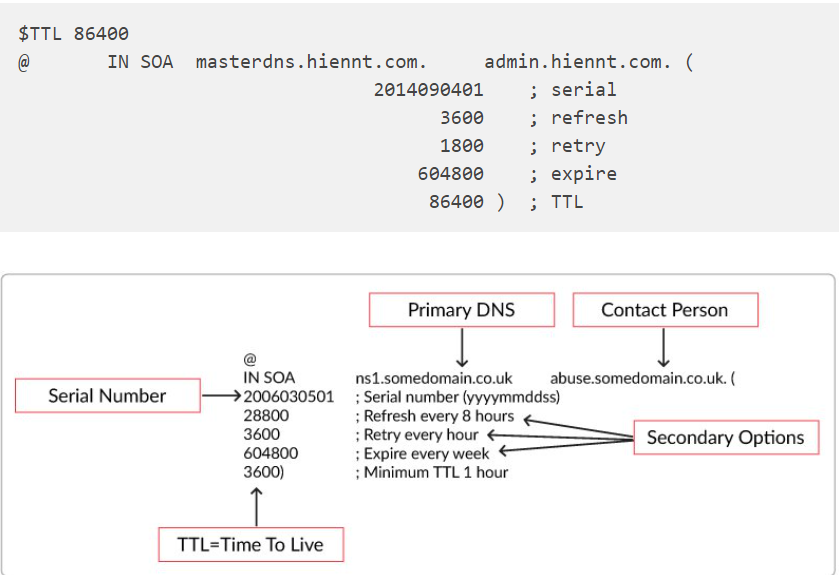 $TTL 86400
@ IN SOA masterdns.hiennt.com. admin.hiennt.com. (
2014090401 ; serial
3600 ; refresh
1800 ; retry
604800 ; expire
86400 ) ; TTL
Primary DNS Contact Person
@
IN SOA ns1.somedomain.co.uk abuse.somedomain.co.uk. (
Serial Number 2006030501 ; Serial number (yyyymmddss)
28800 ; Refresh every 8 hours
3600 ; Retry every hour Secondary Options
604800 ; Expire every week
3600) ; Minimum TTL 1 hour
TTL=Time To Live